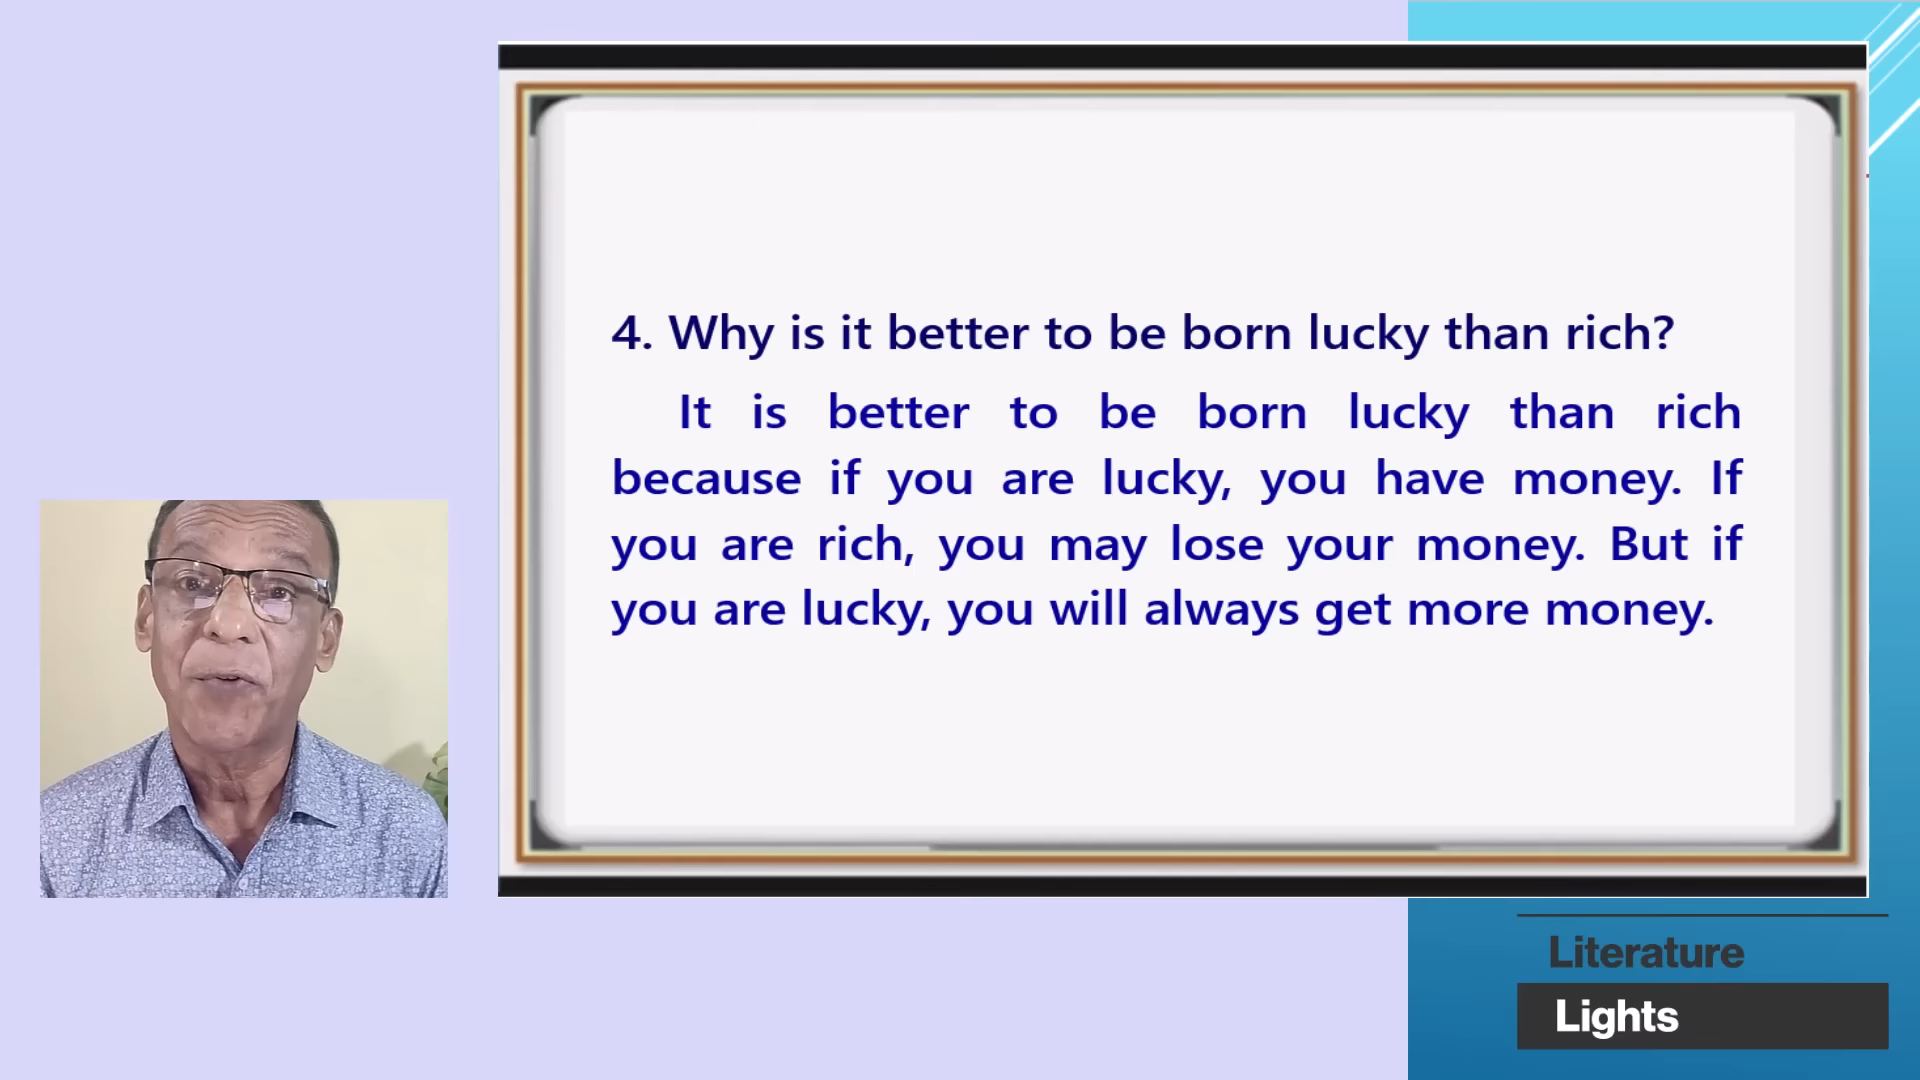 4. Why is it better to be born lucky than rich?
It is better to be born lucky than rich
because if you are lucky, you have money. If
you are rich, you may lose your money. But if
you are lucky, you will always get more money.
Literature
Lights